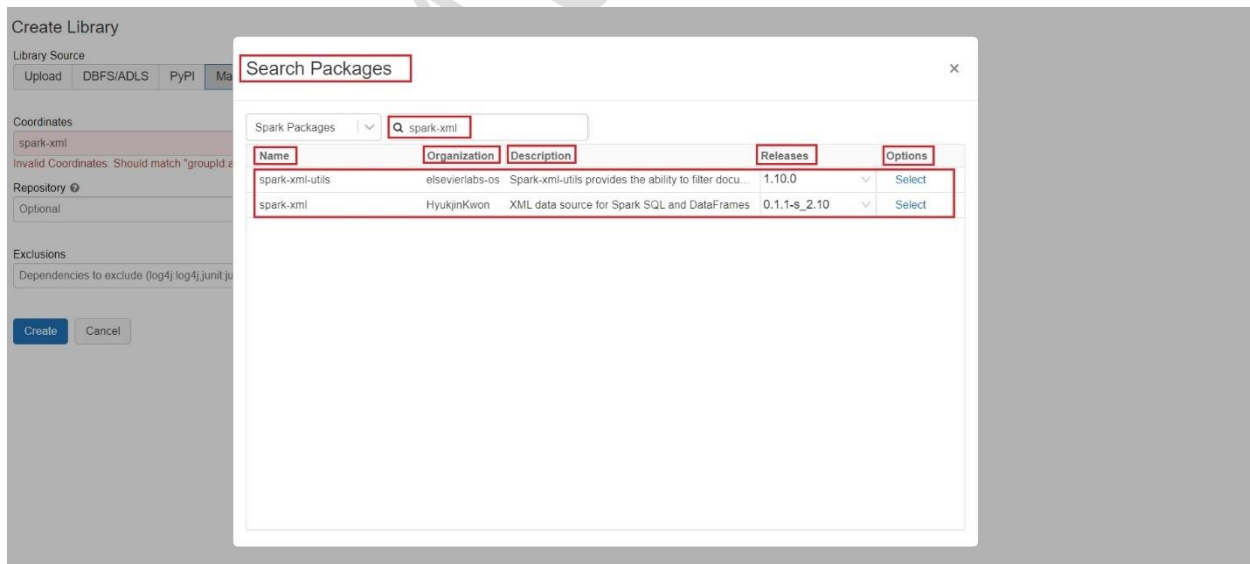 Create Library
Library Source
Upload DBFS/ADLS PyPI Ma
Coordinates
spark-xml
Invalid Coordinates. Should match "groupId:a
Repository
Optional
Exclusions
Dependencies to exclude (log4j:log4j,junit:ju
Create Cancel
Search Packages ×
Spark Packages spark-xml
Name Organization Description Releases Options
spark-xml-utils elsevierlabs-os Spark-xml-utils provides the ability to filter docu... 1.10.0 Select
spark-xml HyukjinKwon XML data source for Spark SQL and DataFrames 0.1.1-s_2.10 Select